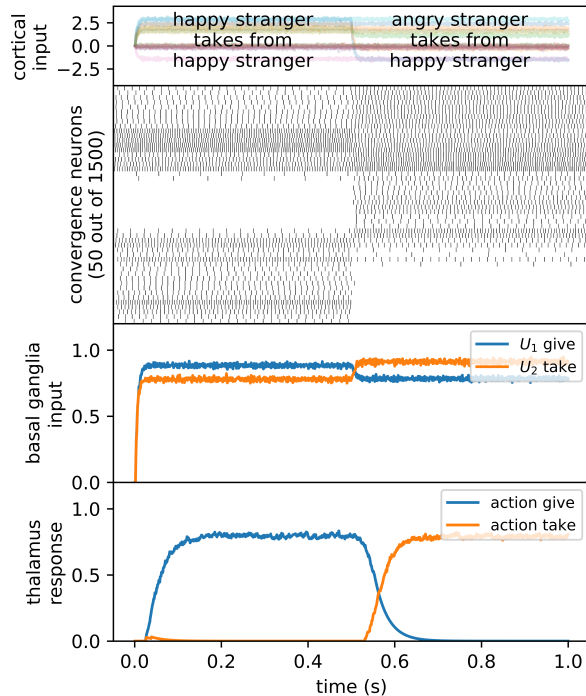 cortical
input
2.5
0.0
−2.5
happy stranger
takes from
happy stranger
angry stranger
takes from
happy stranger
convergence neurons
(50 out of 1500)
basal ganglia
input
1.0
0.5
0.0
U1 give
U2 take
thalamus
response
1.0
0.5
0.0
action give
action take
0.0 0.2 0.4 0.6 0.8 1.0
time (s)